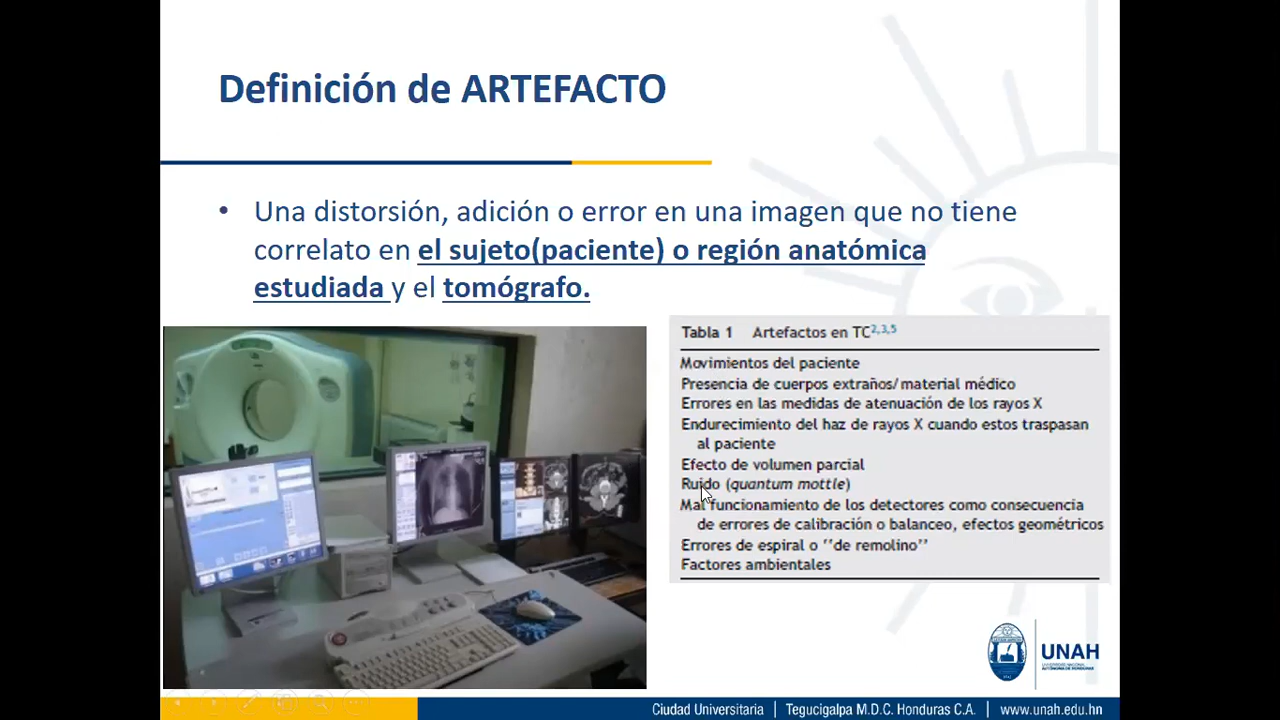 Definición de ARTEFACTO
• Una distorsión, adición o error en una imagen que no tiene
correlato en el sujeto(paciente) o región anatómica
estudiada y el tomógrafo.
Tabla 1 Artefactos en TC2,3,5
Movimientos del paciente
Presencia de cuerpos extraños/material médico
Errores en las medidas de atenuación de los rayos X
Endurecimiento del haz de rayos X cuando estos traspasan
al paciente
Efecto de volumen parcial
Ruido (quantum mottle)
Mal funcionamiento de los detectores como consecuencia
de errores de calibración o balanceo, efectos geométricos
Errores de espiral o ‘‘de remolino’’
Factores ambientales
UNAH
Ciudad Universitaria | Tegucigalpa M.D.C. Honduras C.A. | www.unah.edu.hn